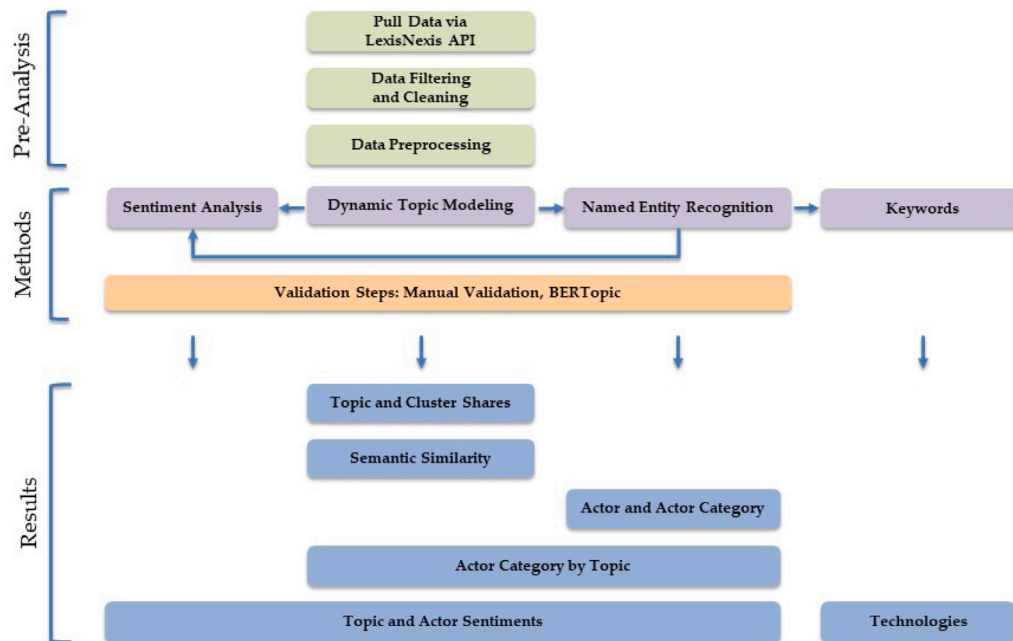 Pre-Analysis
Pull Data via
LexisNexis API
Data Filtering
and Cleaning
Data Preprocessing
Methods
Sentiment Analysis
Dynamic Topic Modeling
Named Entity Recognition
Keywords
Validation Steps: Manual Validation, BERTopic
Results
Topic and Cluster Shares
Semantic Similarity
Actor and Actor Category
Actor Category by Topic
Topic and Actor Sentiments
Technologies